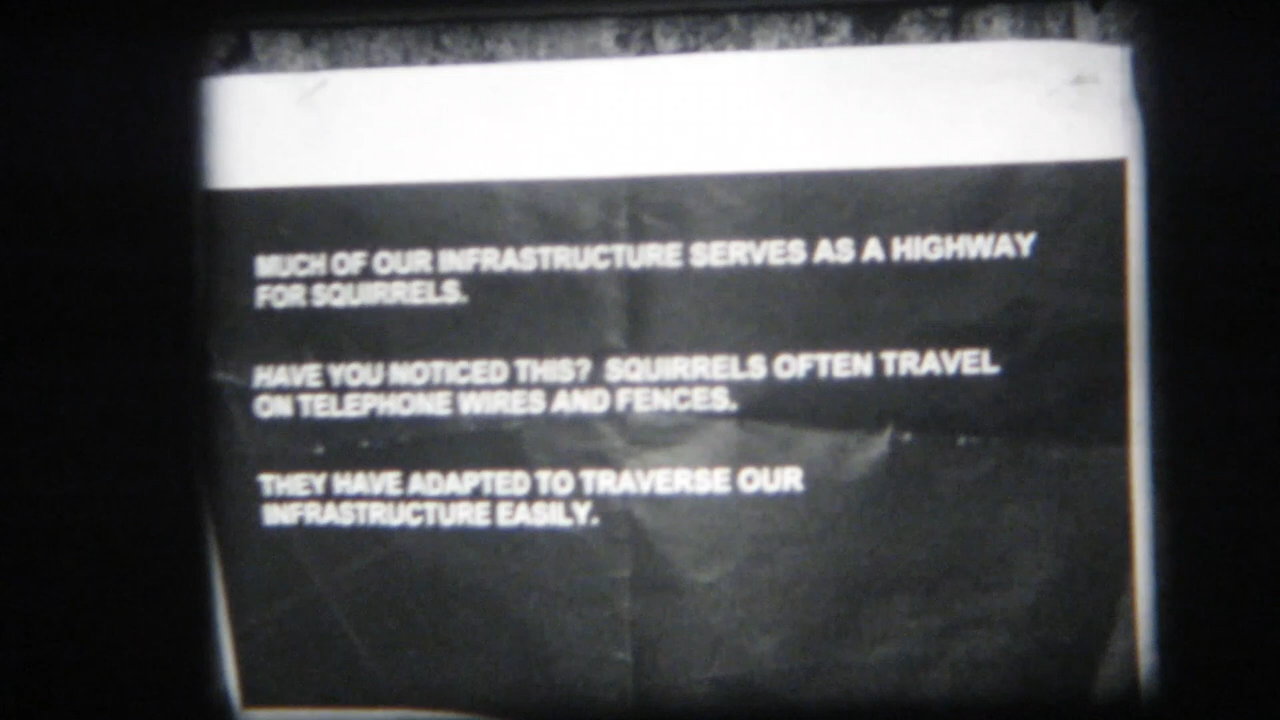 MUCH OF OUR INFRASTRUCTURE SERVES AS A HIGHWAY
FOR SQUIRRELS.
HAVE YOU NOTICED THIS? SQUIRRELS OFTEN TRAVEL
ON TELEPHONE WIRES AND FENCES.
THEY HAVE ADAPTED TO TRAVERSE OUR
INFRASTRUCTURE EASILY.